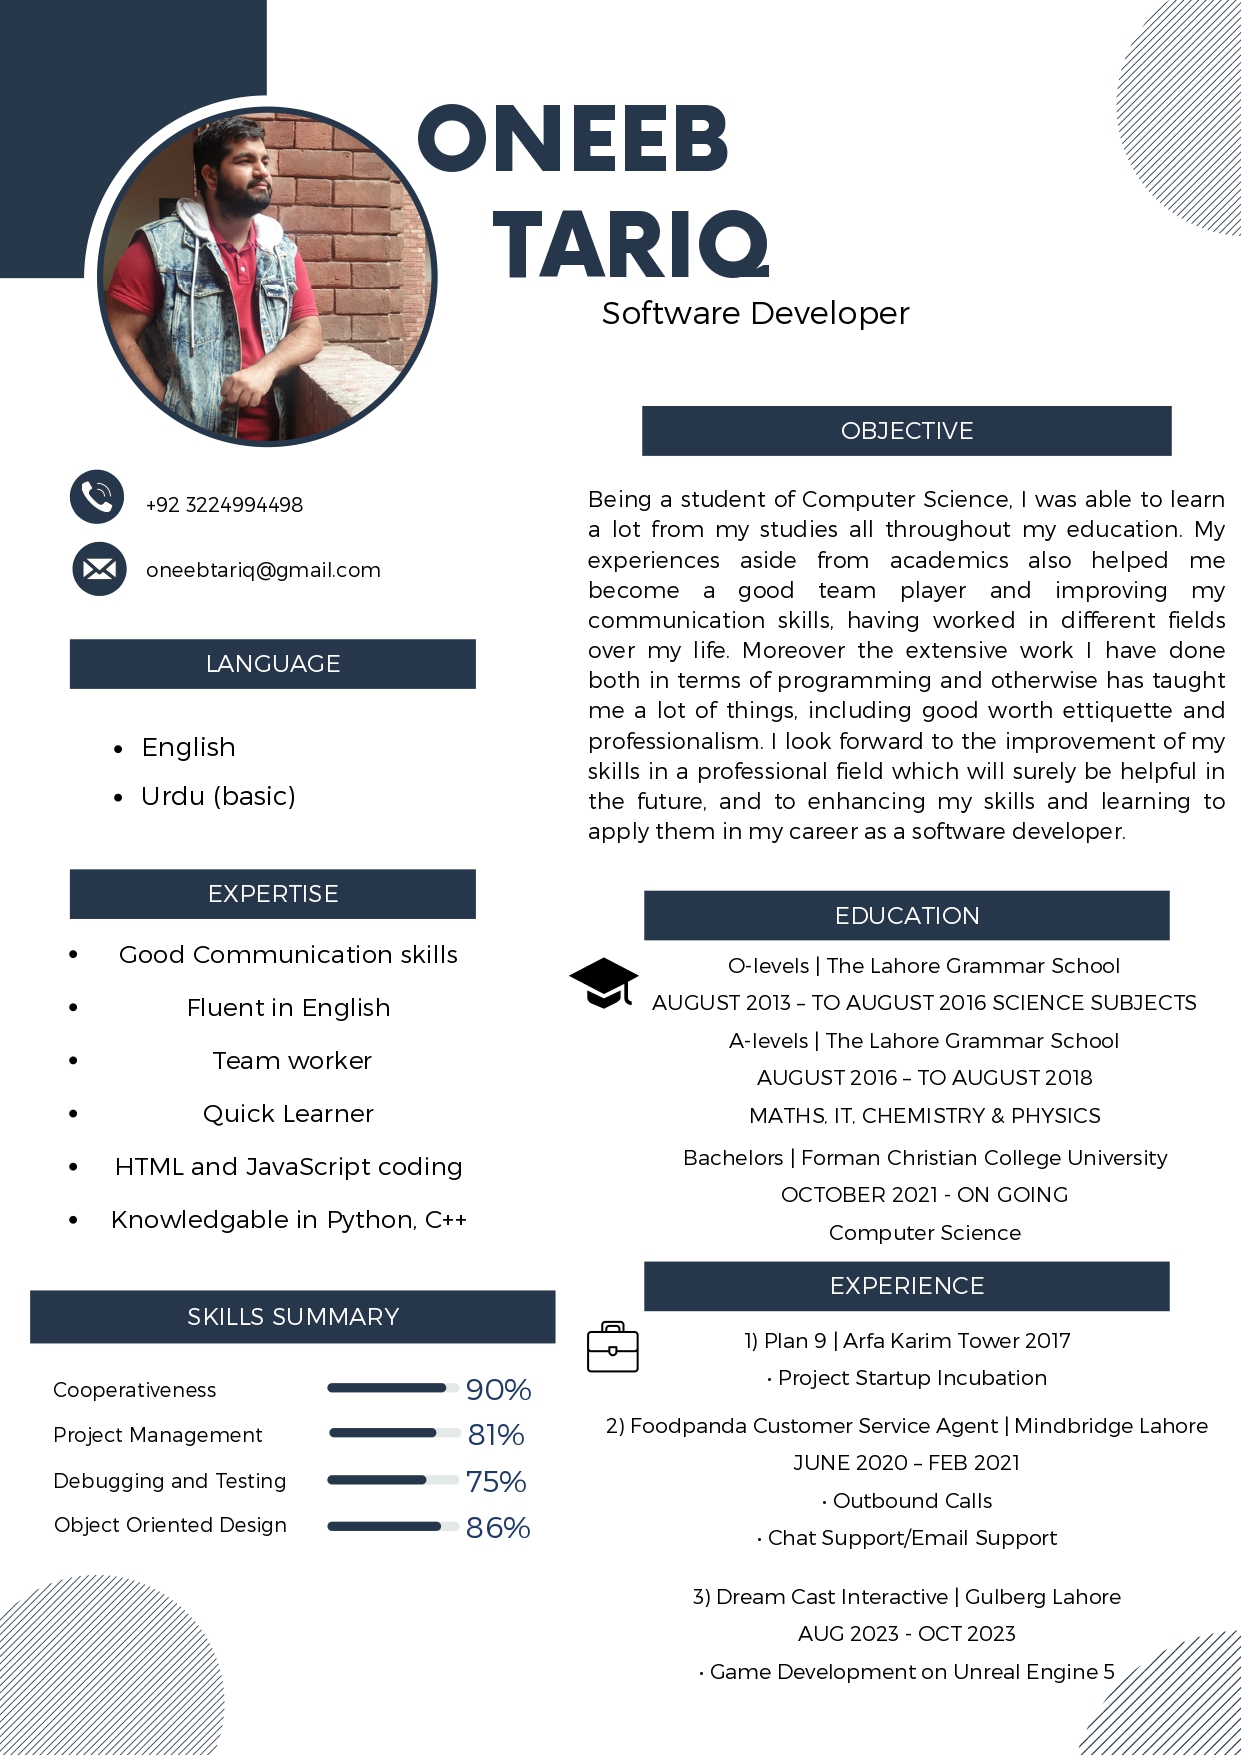 ONEEB
TARIQ
Software Developer
+92 3224994498
oneebtariq@gmail.com
LANGUAGE
• English
• Urdu (basic)
EXPERTISE
• Good Communication skills
• Fluent in English
• Team worker
• Quick Learner
• HTML and JavaScript coding
• Knowledgable in Python, C++
SKILLS SUMMARY
Cooperativeness 90%
Project Management 81%
Debugging and Testing 75%
Object Oriented Design 86%
OBJECTIVE
Being a student of Computer Science, I was able to learn
a lot from my studies all throughout my education. My
experiences aside from academics also helped me
become a good team player and improving my
communication skills, having worked in different fields
over my life. Moreover the extensive work I have done
both in terms of programming and otherwise has taught
me a lot of things, including good worth ettiquette and
professionalism. I look forward to the improvement of my
skills in a professional field which will surely be helpful in
the future, and to enhancing my skills and learning to
apply them in my career as a software developer.
EDUCATION
O-levels | The Lahore Grammar School
AUGUST 2013 – TO AUGUST 2016 SCIENCE SUBJECTS
A-levels | The Lahore Grammar School
AUGUST 2016 – TO AUGUST 2018
MATHS, IT, CHEMISTRY & PHYSICS
Bachelors | Forman Christian College University
OCTOBER 2021 - ON GOING
Computer Science
EXPERIENCE
1) Plan 9 | Arfa Karim Tower 2017
• Project Startup Incubation
2) Foodpanda Customer Service Agent | Mindbridge Lahore
JUNE 2020 – FEB 2021
• Outbound Calls
• Chat Support/Email Support
3) Dream Cast Interactive | Gulberg Lahore
AUG 2023 - OCT 2023
• Game Development on Unreal Engine 5